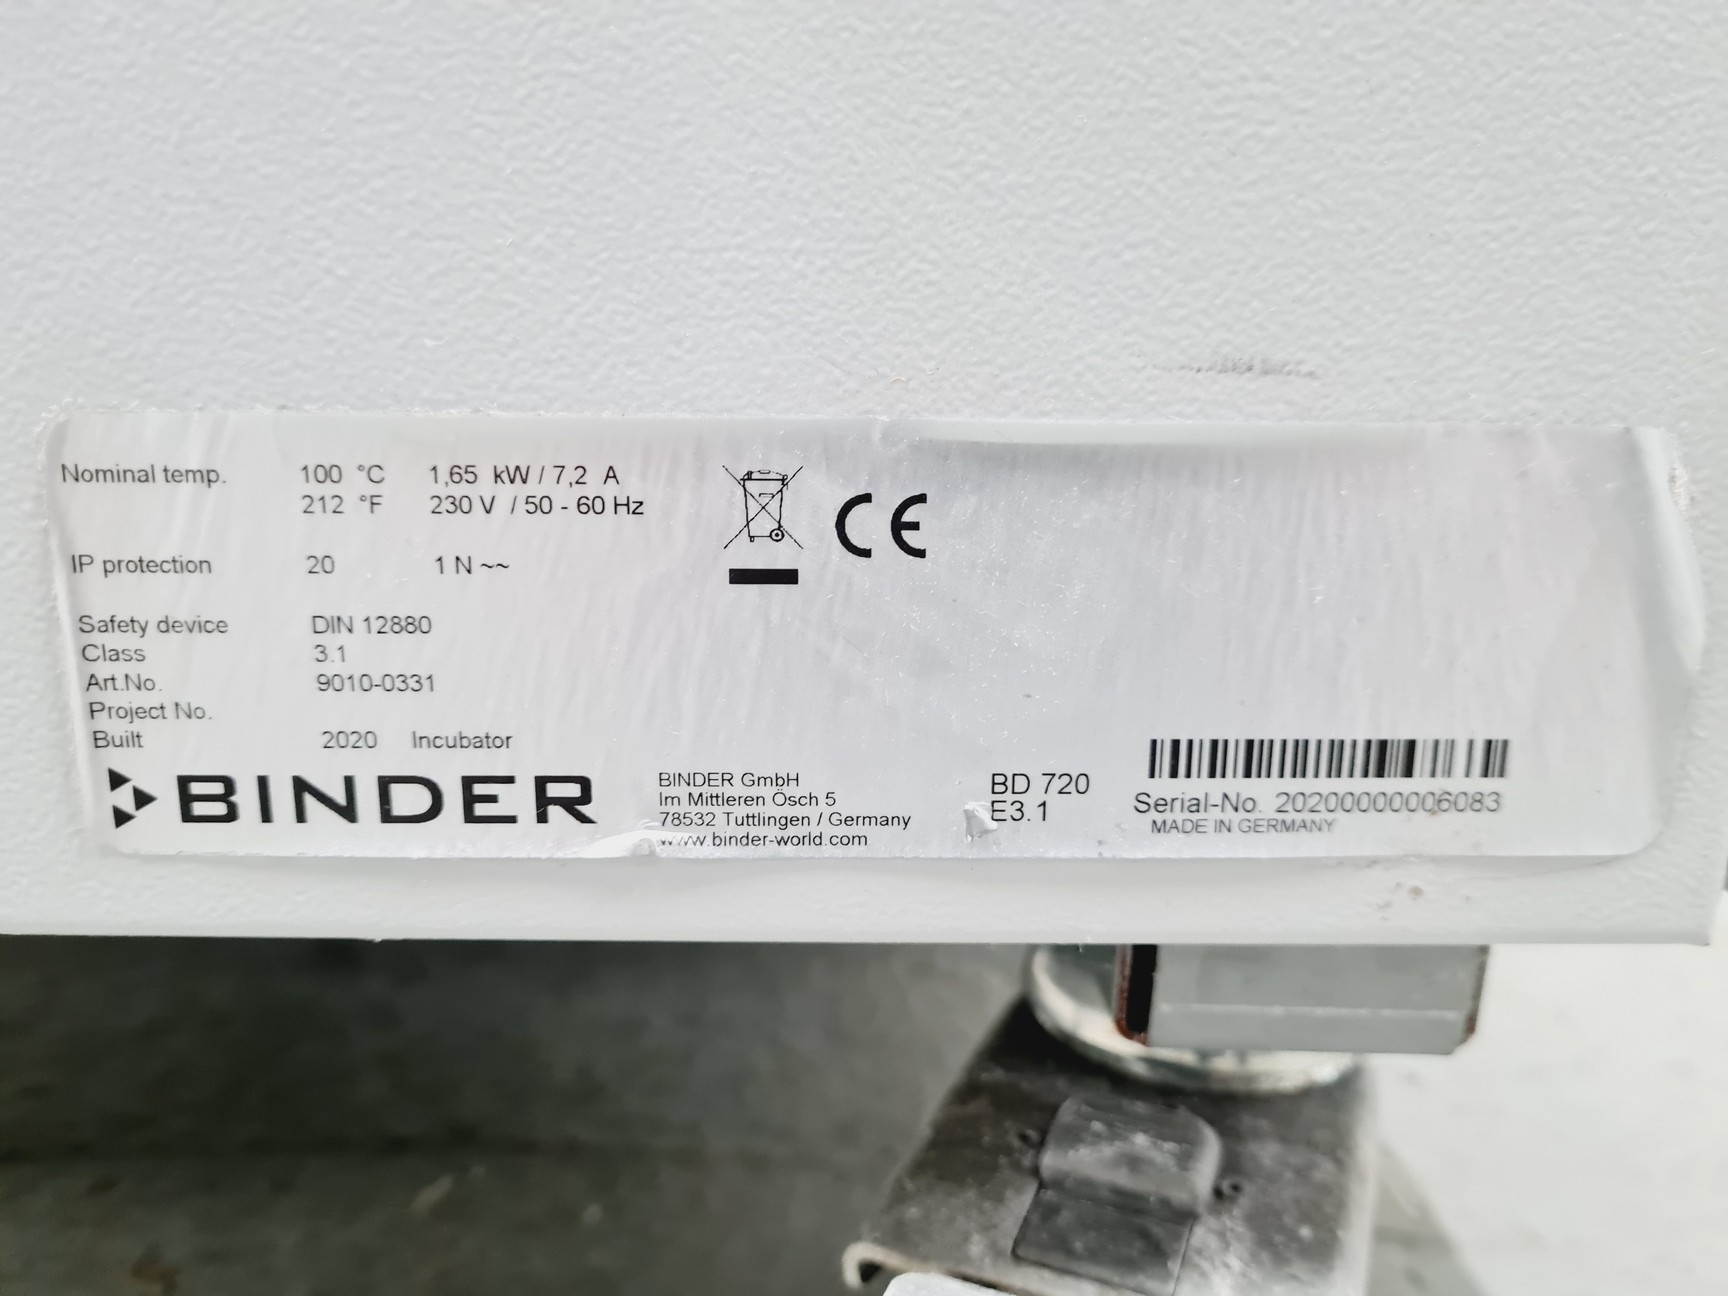 Nominal temp. 100 °C 1,65 kW / 7,2 A
212 °F 230 V / 50 - 60 Hz
IP protection 20 1 N ~~
Safety device DIN 12880
Class 3.1
Art.No. 9010-0331
Project No.
Built 2020 Incubator
CE
BINDER
BINDER GmbH
Im Mittleren Ösch 5
78532 Tuttlingen / Germany
www.binder-world.com
BD 720
E3.1
Serial-No. 20200000006083
MADE IN GERMANY